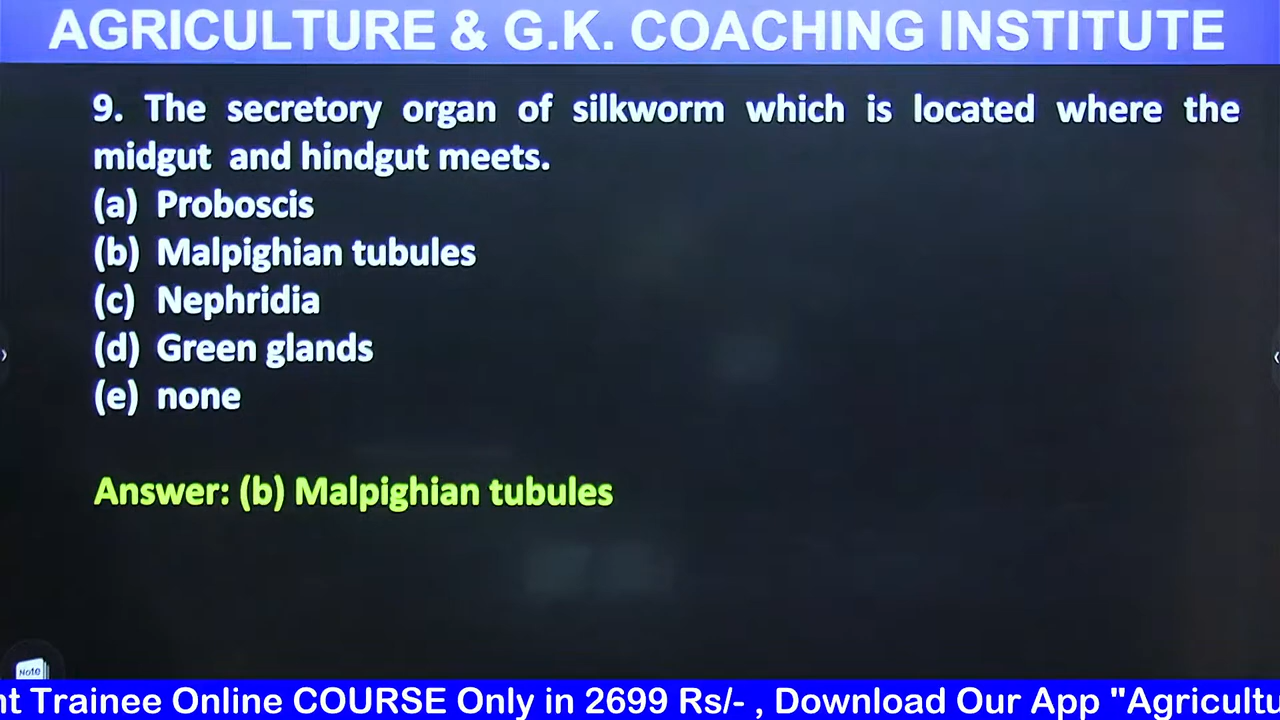 AGRICULTURE & G.K. COACHING INSTITUTE
9. The secretory organ of silkworm which is located where the
midgut and hindgut meets.
(a) Proboscis
(b) Malpighian tubules
(c) Nephridia
(d) Green glands
(e) none
Answer: (b) Malpighian tubules
Note
nt Trainee Online COURSE Only in 2699 Rs/- , Download Our App "Agricultu